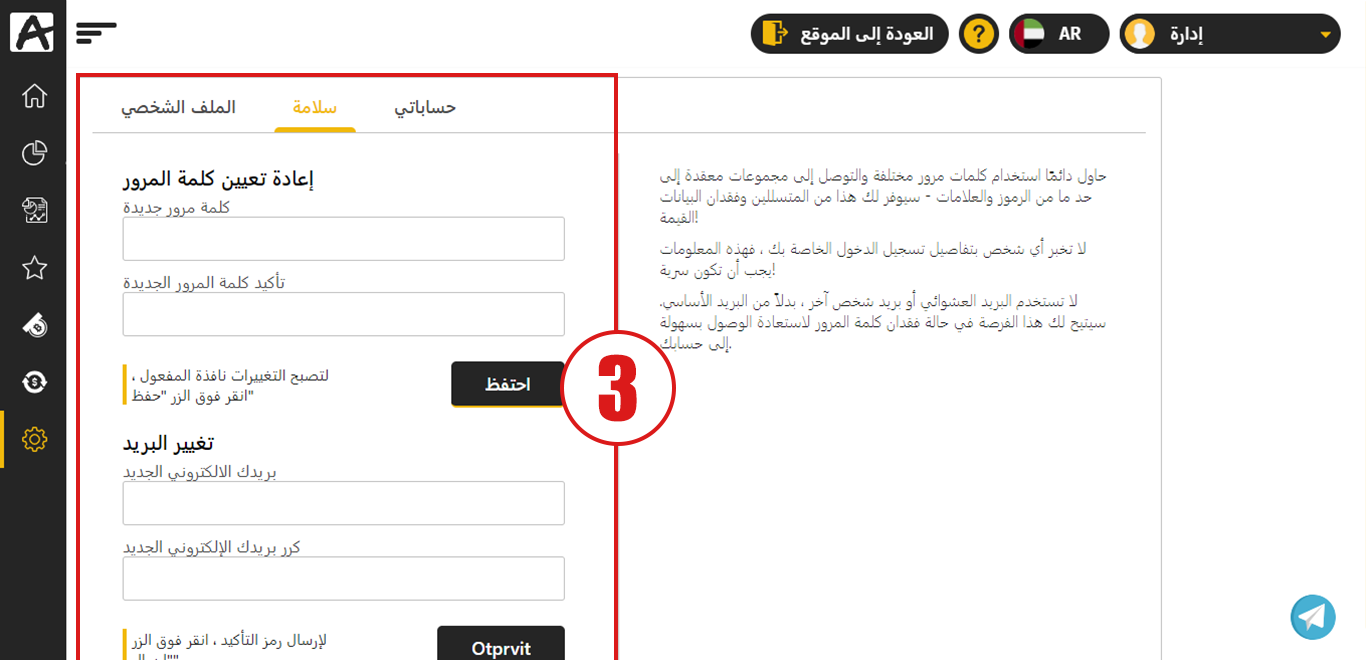 العودة إلى الموقع
?
AR
إدارة
الملف الشخصي
سلامة
حساباتي
إعادة تعيين كلمة المرور
كلمة مرور جديدة
تأكيد كلمة المرور الجديدة
لتصبح التغييرات نافذة المفعول ،
انقر فوق الزر "حفظ"
احتفظ
3
تغيير البريد
بريدك الالكتروني الجديد
كرر بريدك الإلكتروني الجديد
لإرسال رمز التأكيد ، انقر فوق الزر
Otprvit
حاول دائمًا استخدام كلمات مرور مختلفة والتوصل إلى مجموعات معقدة إلى
حد ما من الرموز والعلامات - سيوفر لك هذا من المتسللين وفقدان البيانات
القيمة!
لا تخبر أي شخص بتفاصيل تسجيل الدخول الخاصة بك ، فهذه المعلومات
يجب أن تكون سرية!
لا تستخدم البريد العشوائي أو بريد شخص آخر ، بدلاً من البريد الأساسي.
سيتيح لك هذا الفرصة في حالة فقدان كلمة المرور لاستعادة الوصول بسهولة
إلى حسابك.